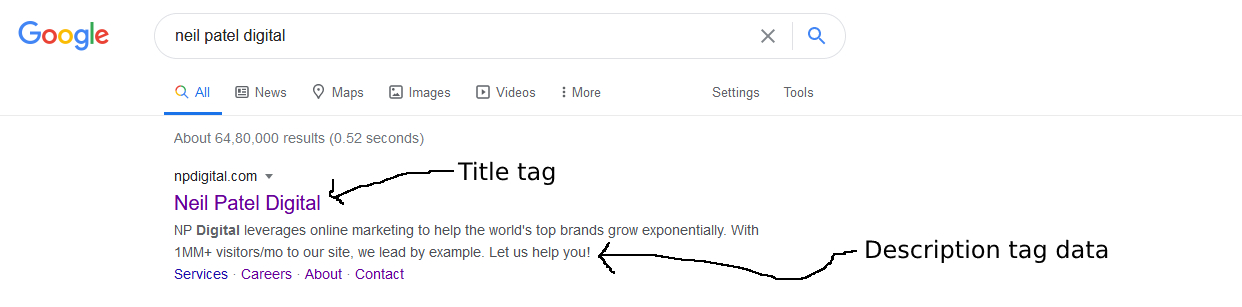 Google
neil patel digital
All News Maps Images Videos More Settings Tools
About 64,80,000 results (0.52 seconds)
npdigital.com
Title tag
Neil Patel Digital
NP Digital leverages online marketing to help the world's top brands grow exponentially. With
1MM+ visitors/mo to our site, we lead by example. Let us help you!
Description tag data
Services · Careers · About · Contact